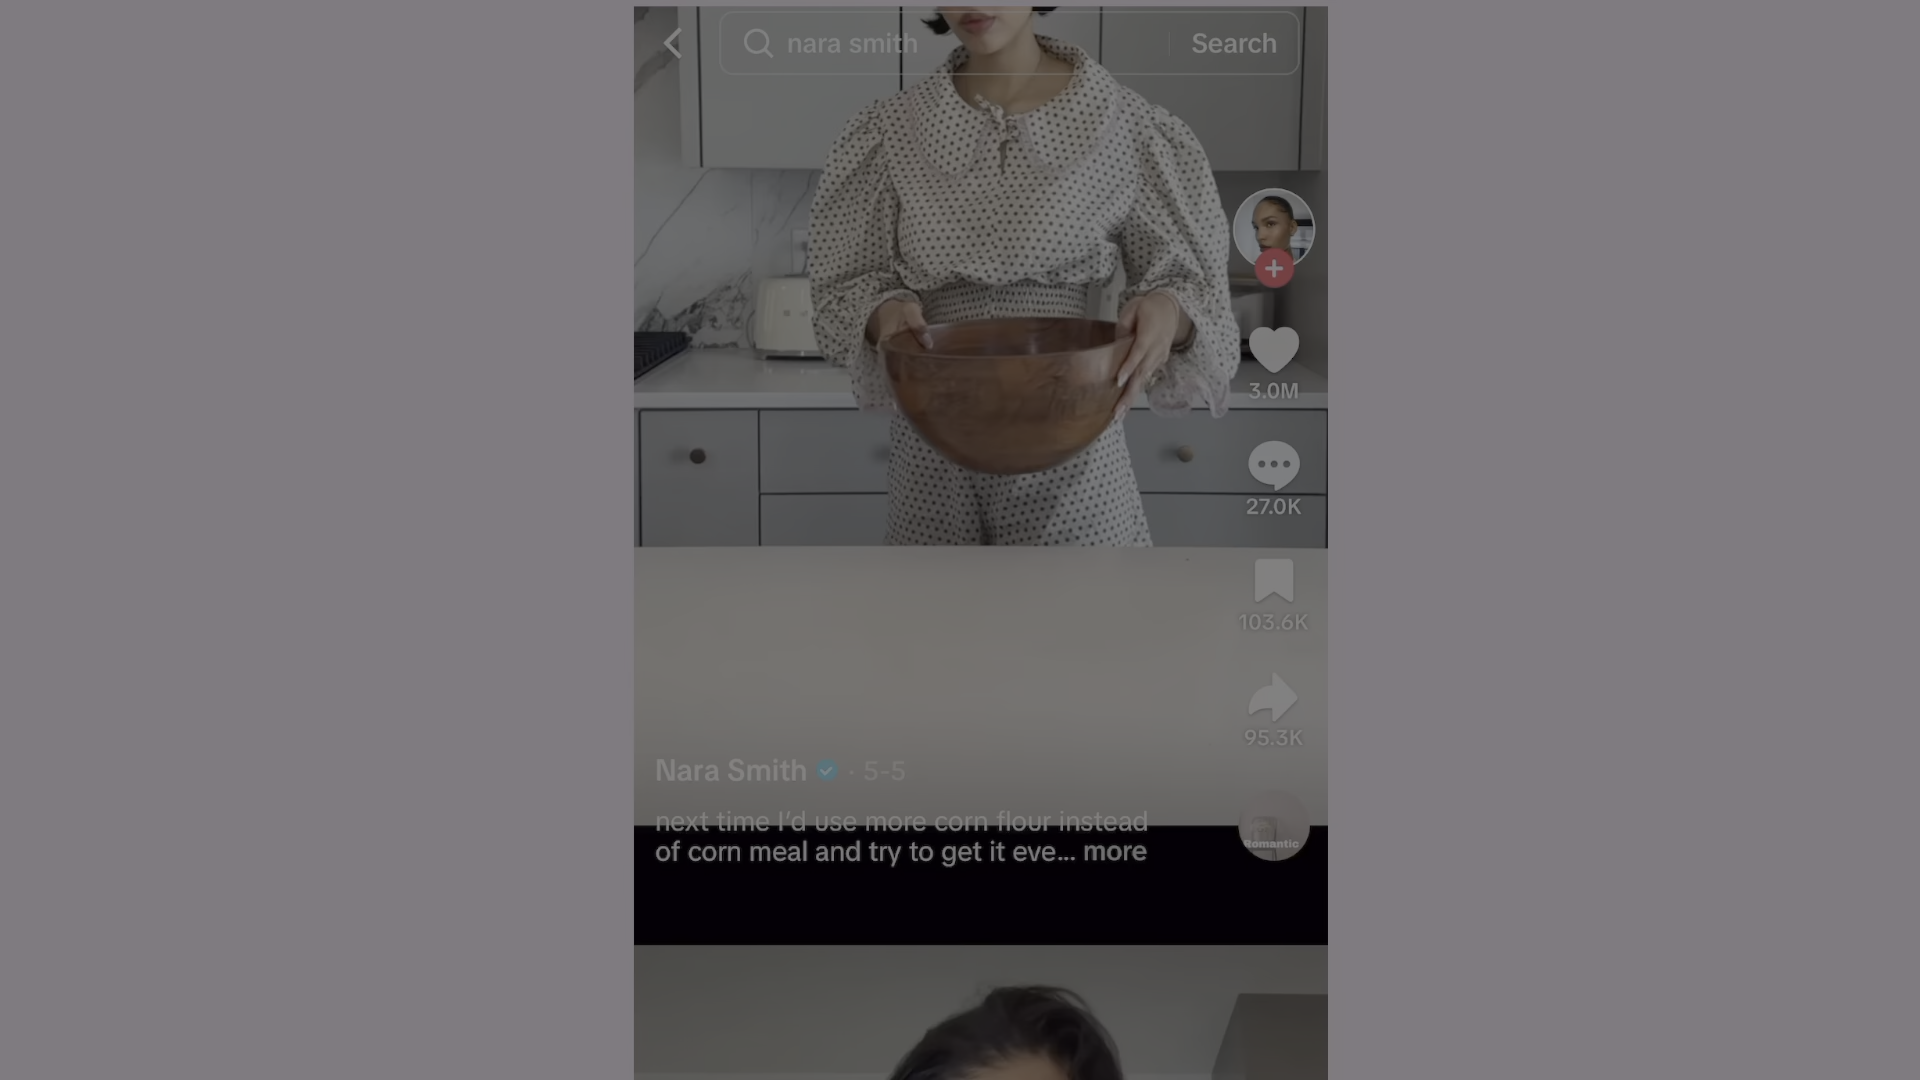 nara smith
Search
3.0M
27.0K
103.6K
95.3K
Nara Smith · 5-5
next time I'd use more corn flour instead
of corn meal and try to get it eve... more
Romantic